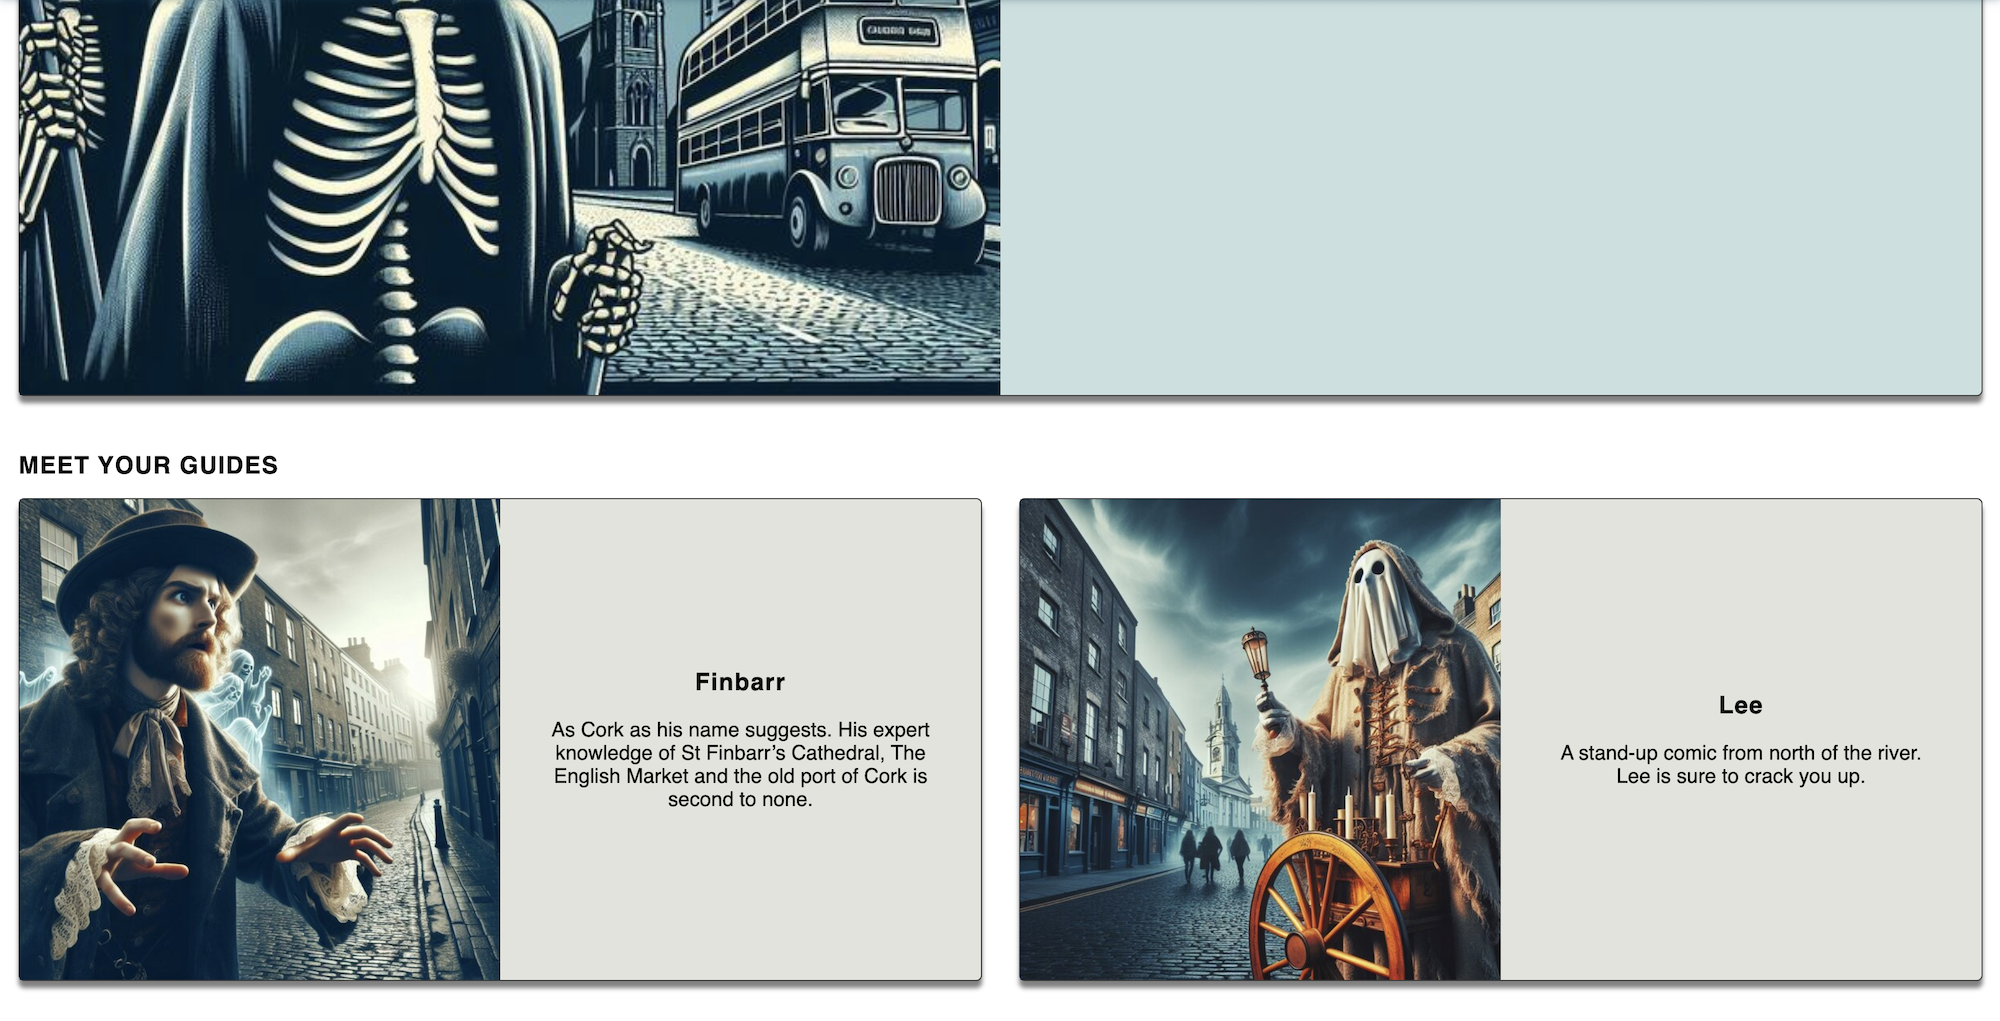 MEET YOUR GUIDES
Finbarr
As Cork as his name suggests. His expert
knowledge of St Finbarr’s Cathedral, The
English Market and the old port of Cork is
second to none.
Lee
A stand-up comic from north of the river.
Lee is sure to crack you up.